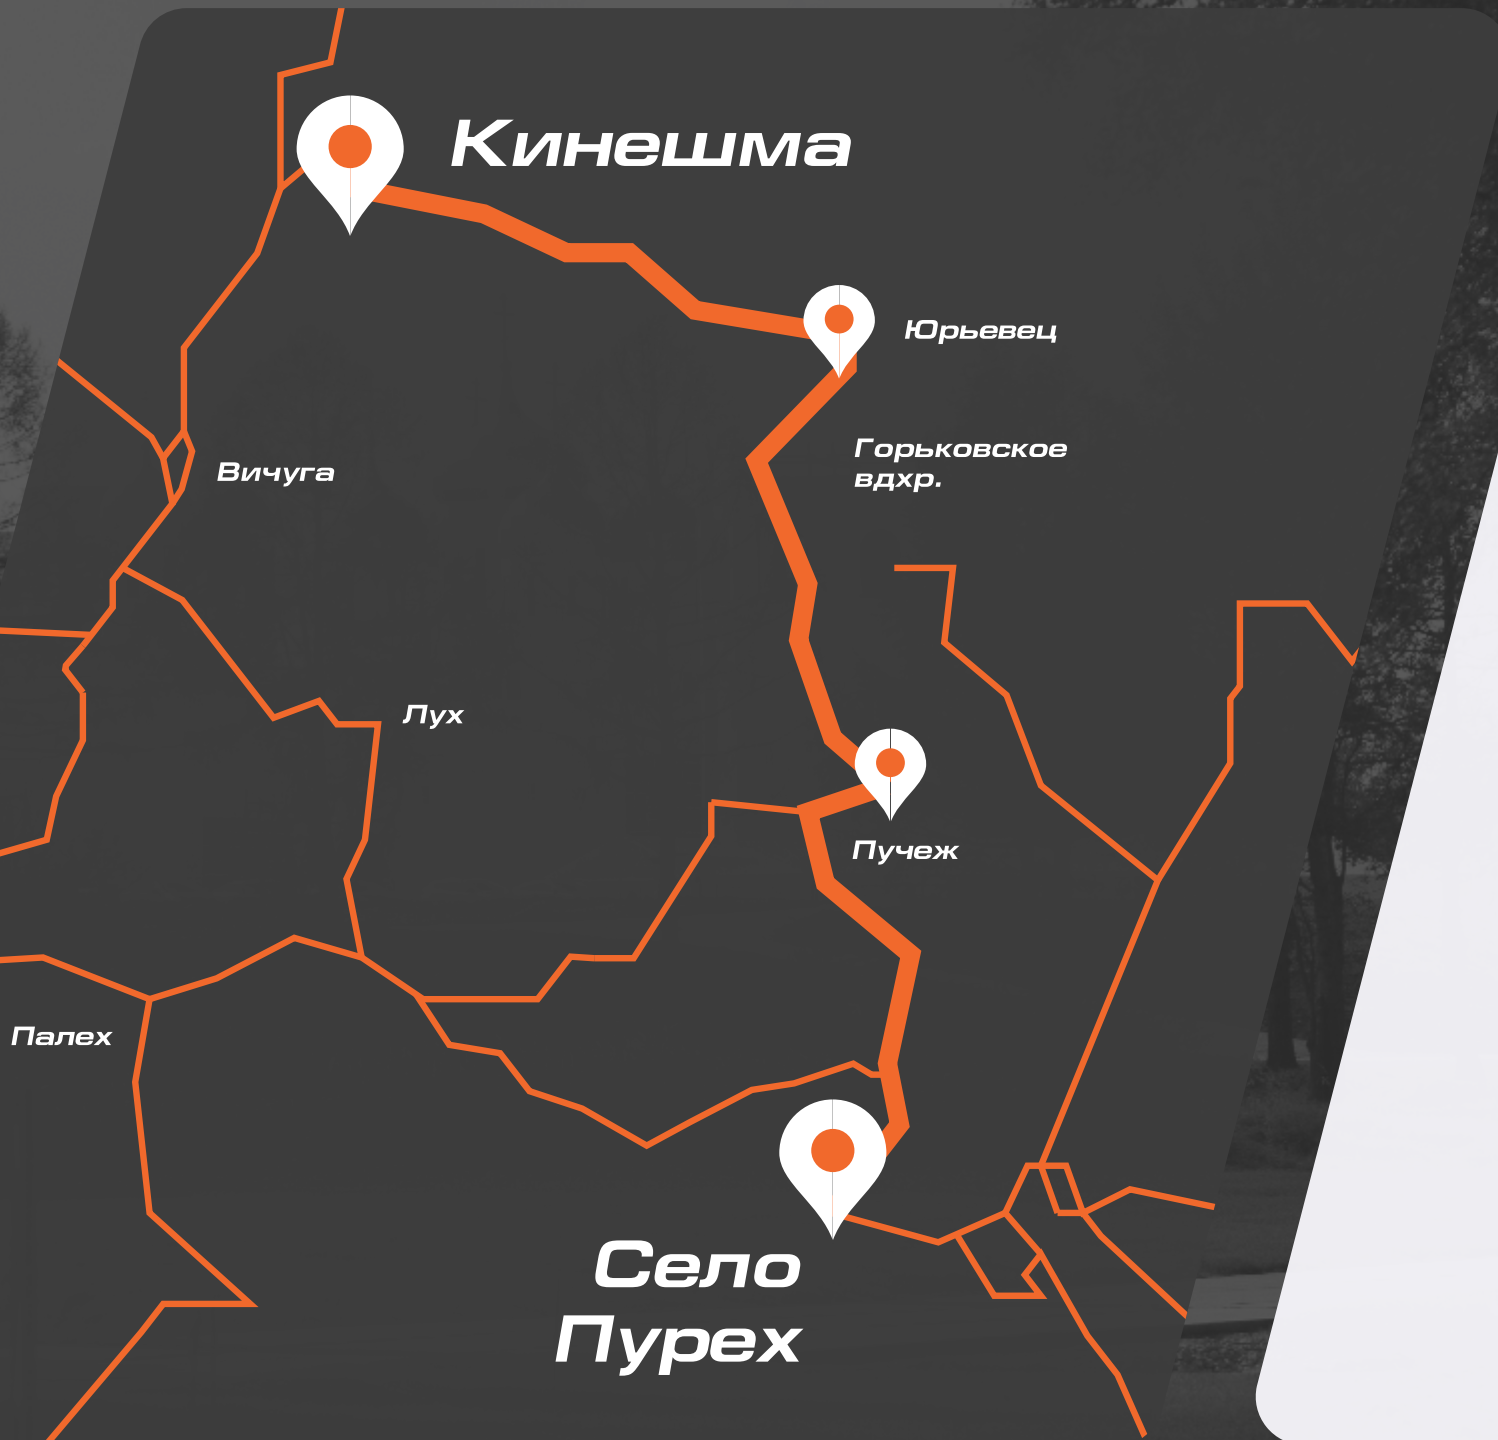 Кинешма
Юрьевец
Горьковское
вдхр.
Вичуга
Лух
Пучеж
Палех
Село
Пурех